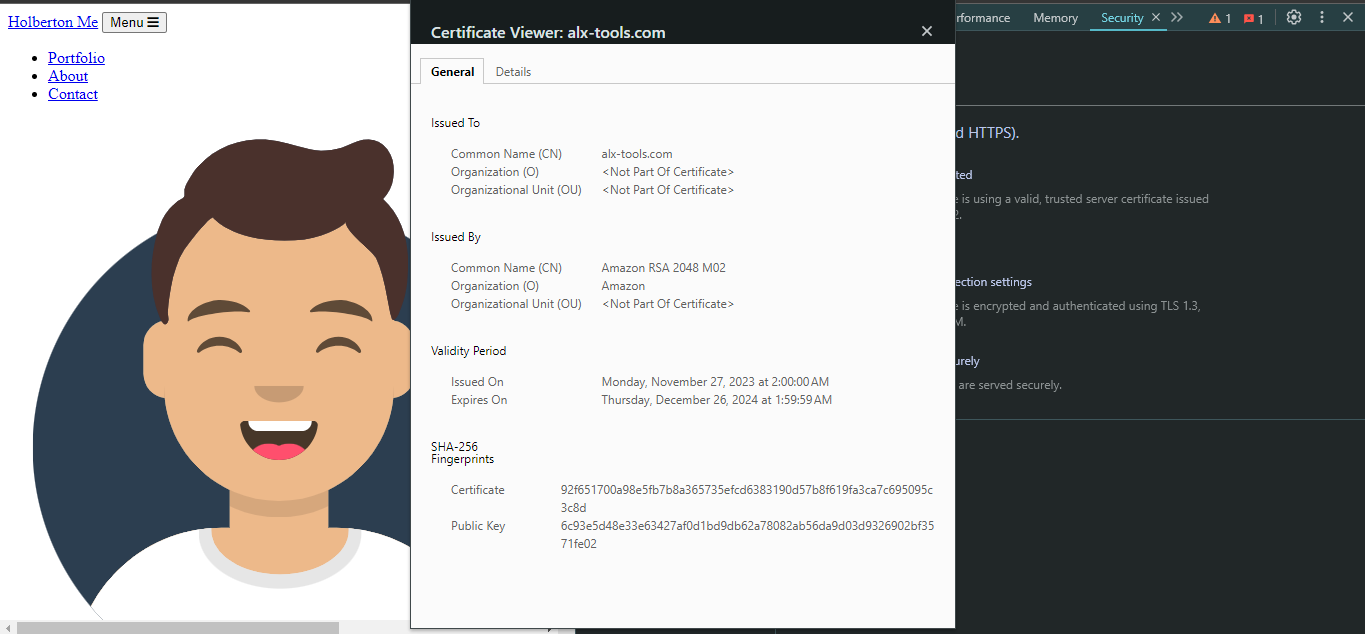 Holberton Me Menu ☰
Portfolio
About
Contact
Certificate Viewer: alx-tools.com
General Details
Issued To
Common Name (CN) alx-tools.com
Organization (O) <Not Part Of Certificate>
Organizational Unit (OU) <Not Part Of Certificate>
Issued By
Common Name (CN) Amazon RSA 2048 M02
Organization (O) Amazon
Organizational Unit (OU) <Not Part Of Certificate>
Validity Period
Issued On Monday, November 27, 2023 at 2:00:00 AM
Expires On Thursday, December 26, 2024 at 1:59:59 AM
SHA-256
Fingerprints
Certificate 92f651700a98e5fb7b8a365735efcd6383190d57b8f619fa3ca7c695095c
3c8d
Public Key 6c93e5d48e33e63427af0d1bd9db62a78082ab56da9d03d9326902bf35
71fe02
rformance Memory Security 1 1
d HTTPS).
ted
e is using a valid, trusted server certificate issued
2.
ection settings
e is encrypted and authenticated using TLS 1.3,
M.
urely
are served securely.